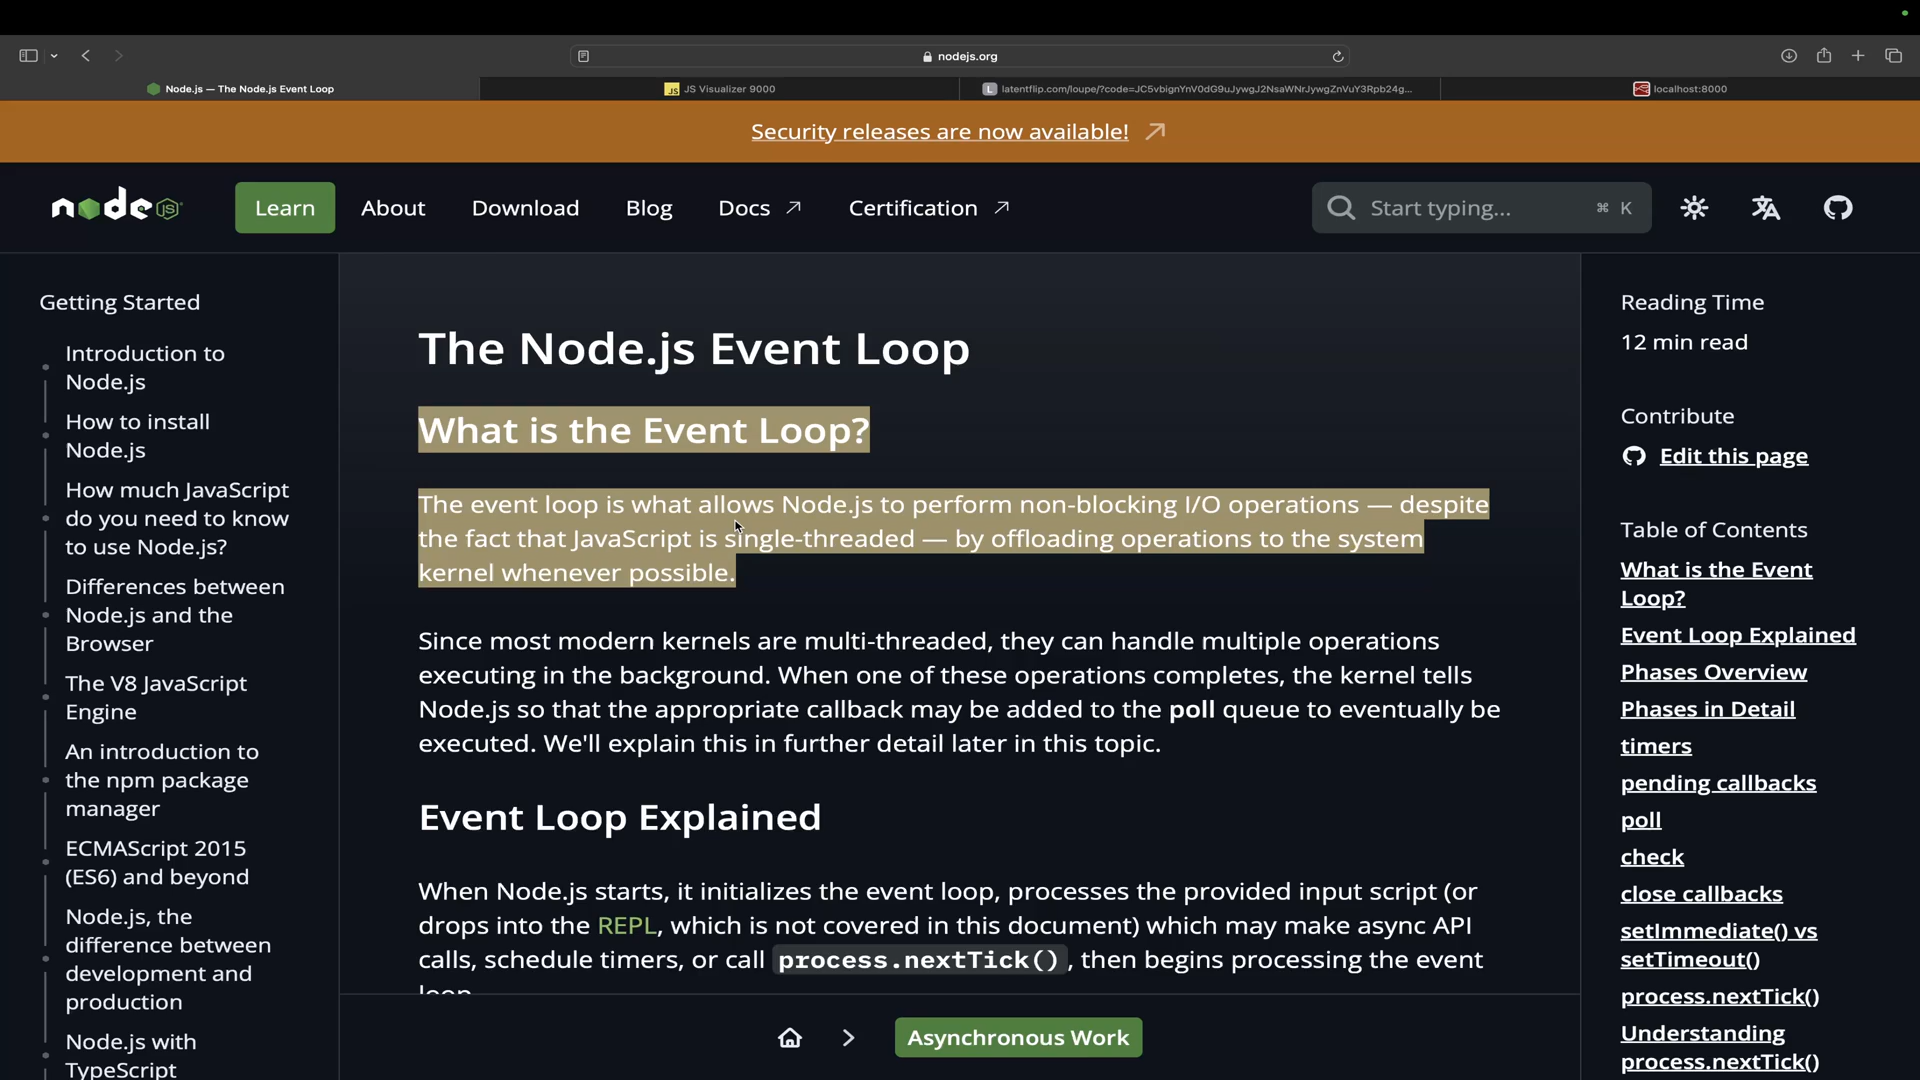 nodejs.org
Node.js — The Node.js Event Loop
JS Visualizer 9000
latentflip.com/loupe/?code=JC5vbignYnV0dG9uJywgJ2NsaWNrJywgZnVuY3Rpb24g...
localhost:8000
Security releases are now available!
node JS
Learn
About
Download
Blog
Docs
Certification
Start typing...
⌘ K
Getting Started
Introduction to
Node.js
How to install
Node.js
How much JavaScript
do you need to know
to use Node.js?
Differences between
Node.js and the
Browser
The V8 JavaScript
Engine
An introduction to
the npm package
manager
ECMAScript 2015
(ES6) and beyond
Node.js, the
difference between
development and
production
Node.js with
TypeScript
The Node.js Event Loop
What is the Event Loop?
The event loop is what allows Node.js to perform non-blocking I/O operations — despite
the fact that JavaScript is single-threaded — by offloading operations to the system
kernel whenever possible.
Since most modern kernels are multi-threaded, they can handle multiple operations
executing in the background. When one of these operations completes, the kernel tells
Node.js so that the appropriate callback may be added to the poll queue to eventually be
executed. We'll explain this in further detail later in this topic.
Event Loop Explained
When Node.js starts, it initializes the event loop, processes the provided input script (or
drops into the REPL, which is not covered in this document) which may make async API
calls, schedule timers, or call process.nextTick(), then begins processing the event
loop.
Asynchronous Work
Reading Time
12 min read
Contribute
Edit this page
Table of Contents
What is the Event
Loop?
Event Loop Explained
Phases Overview
Phases in Detail
timers
pending callbacks
poll
check
close callbacks
setImmediate() vs
setTimeout()
process.nextTick()
Understanding
process.nextTick()